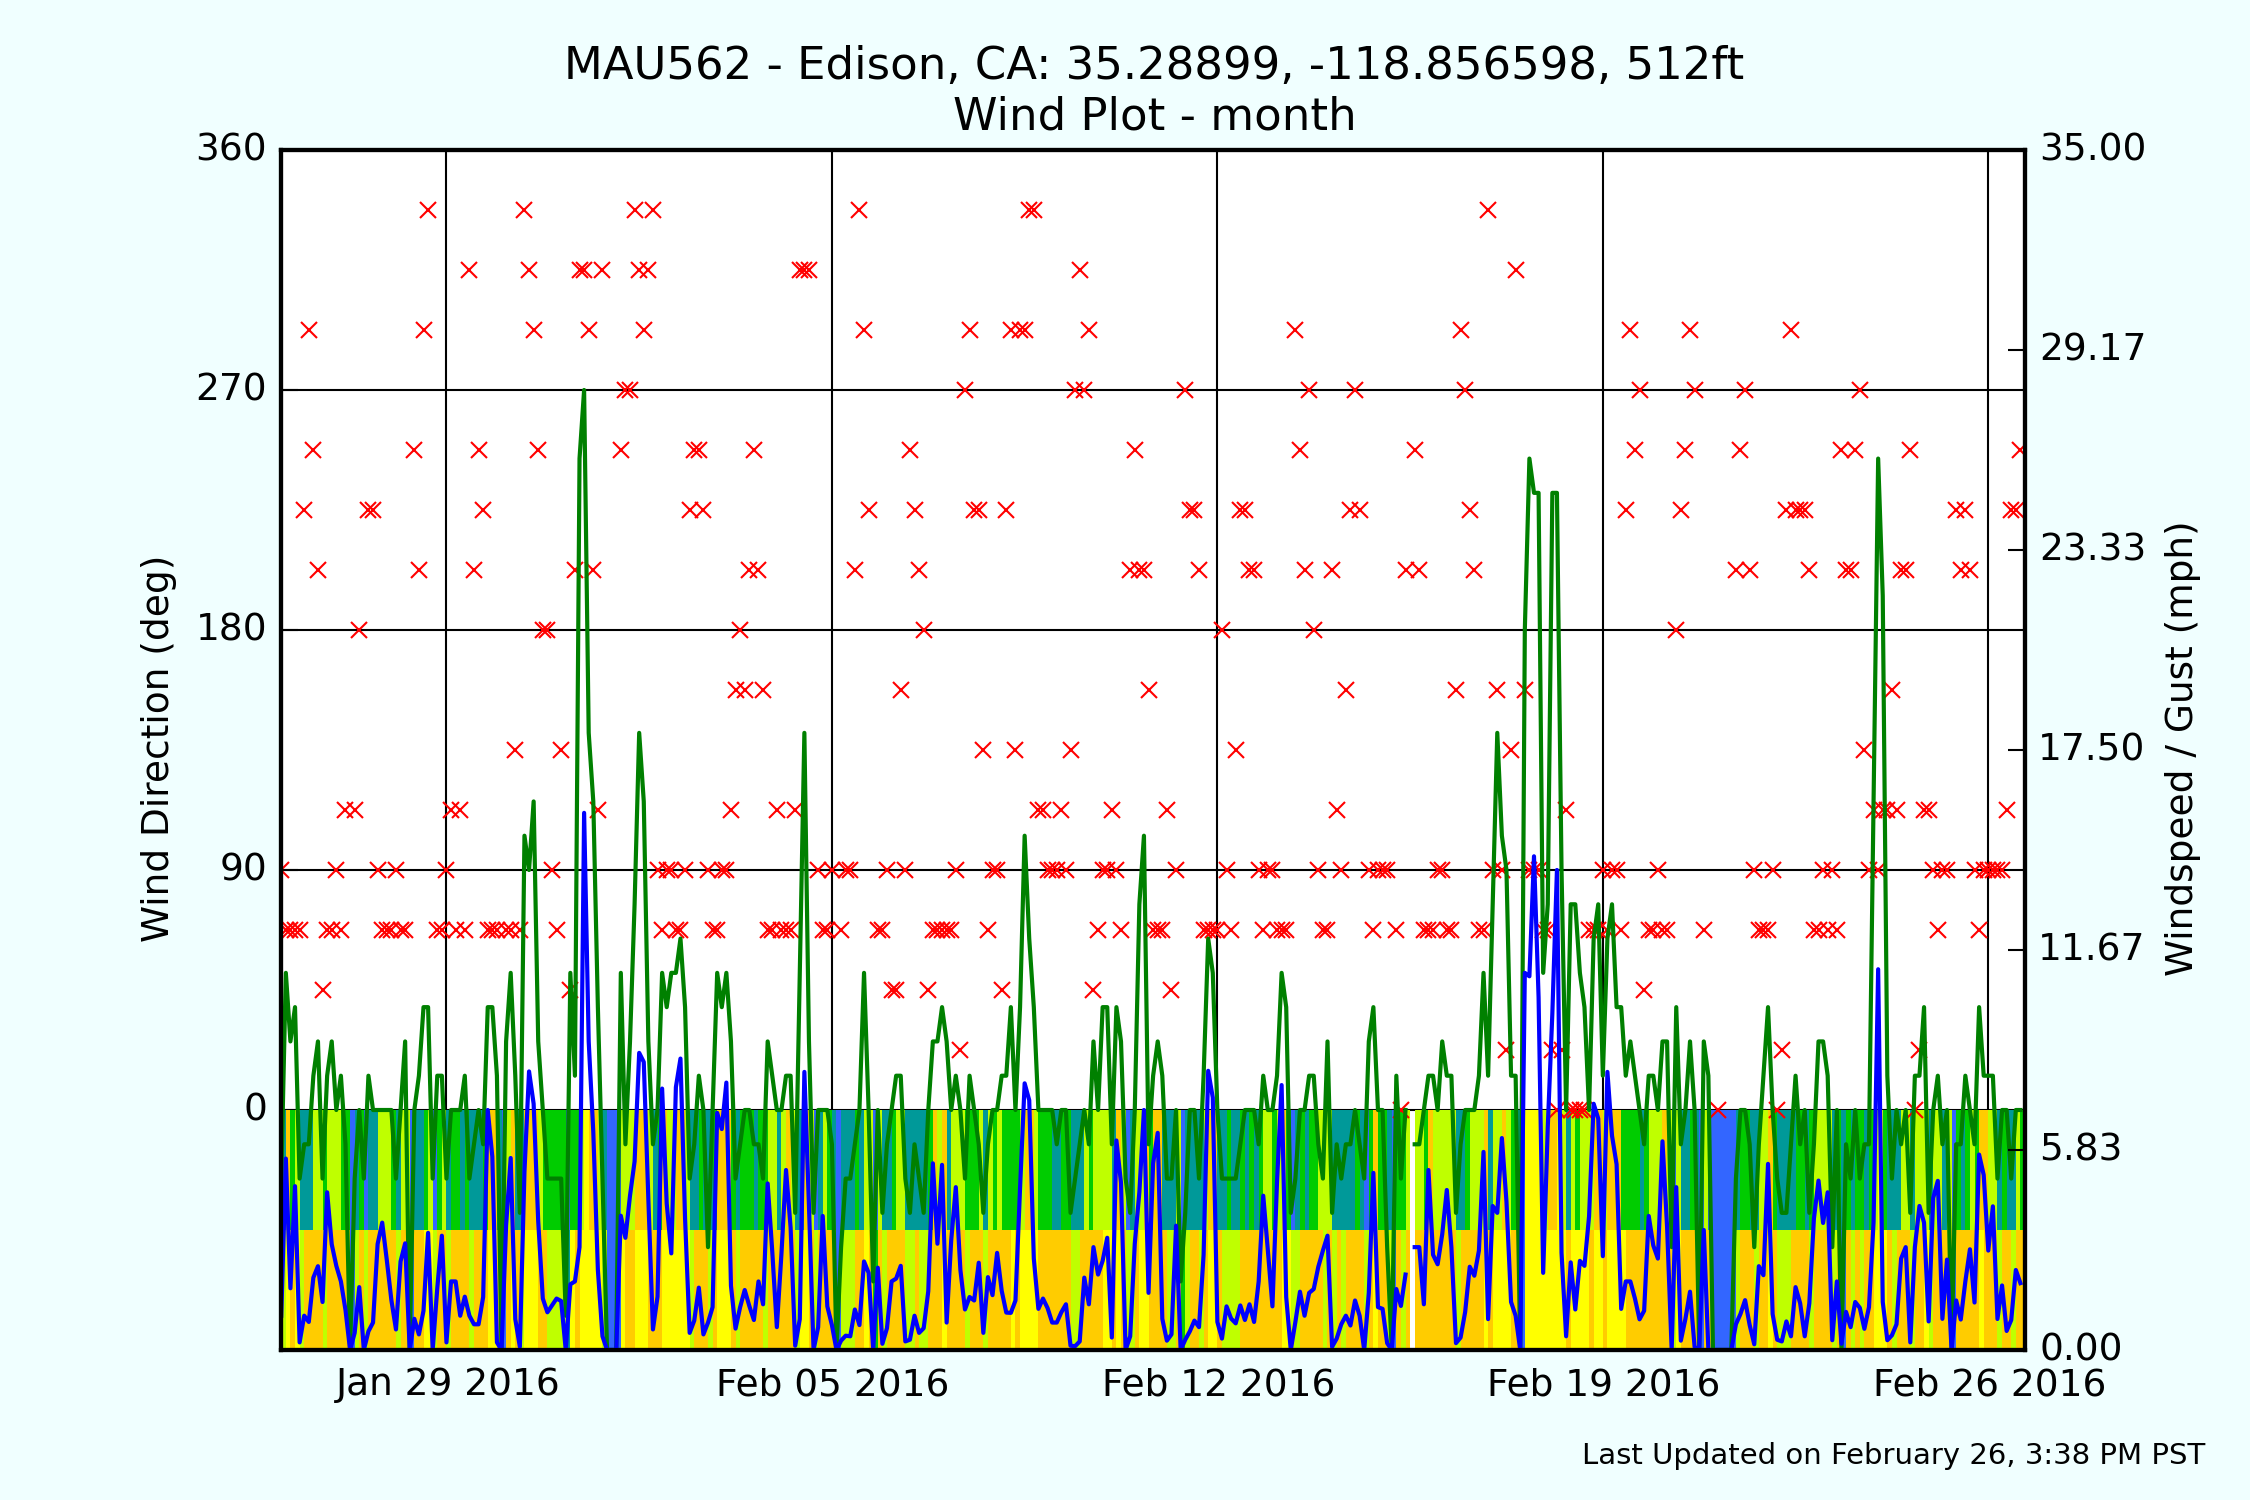 MAU562 - Edison, CA: 35.28899, -118.856598, 512ft
Wind Plot - month
360
270
180
90
0
Wind Direction (deg)
35.00
29.17
23.33
17.50
11.67
5.83
0.00
Windspeed / Gust (mph)
Jan 29 2016
Feb 05 2016
Feb 12 2016
Feb 19 2016
Feb 26 2016
Last Updated on February 26, 3:38 PM PST